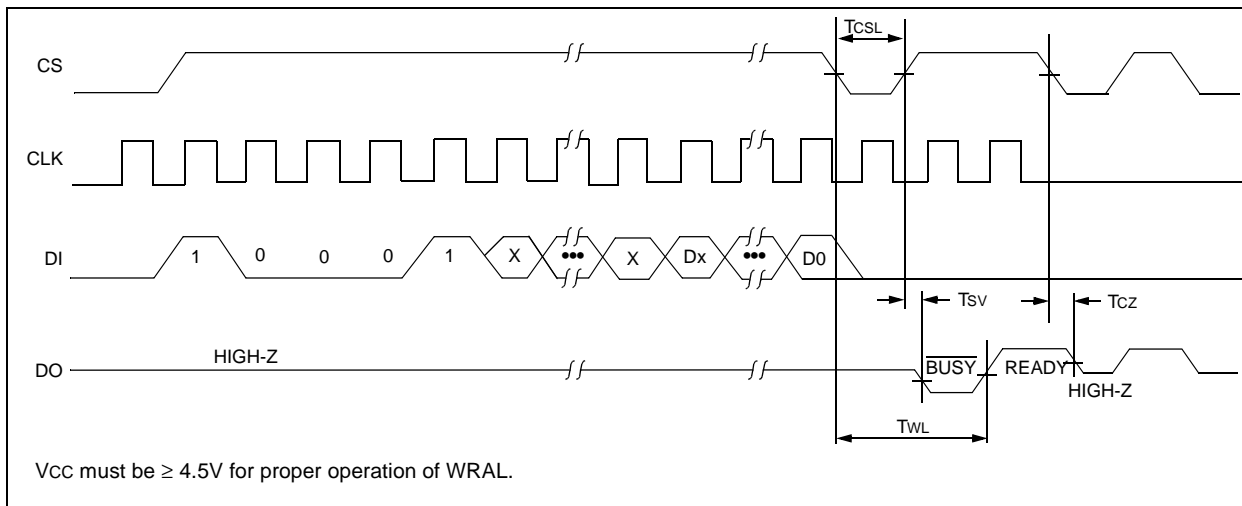 TCSL
CS
CLK
DI 1 0 0 0 1 X ••• X Dx ••• D0
TSV TCZ
HIGH-Z
DO BUSY READY
HIGH-Z
TWL
VCC must be ≥ 4.5V for proper operation of WRAL.